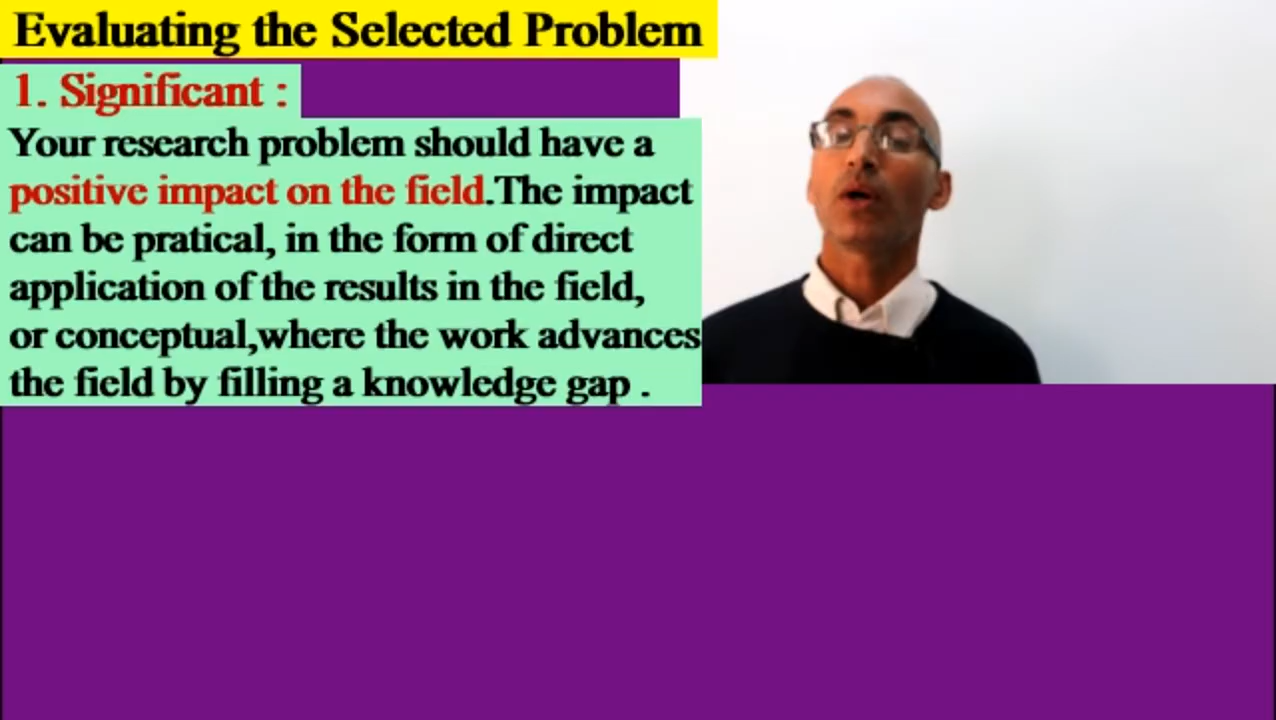 Evaluating the Selected Problem
1. Significant :
Your research problem should have a
positive impact on the field.The impact
can be pratical, in the form of direct
application of the results in the field,
or conceptual,where the work advances
the field by filling a knowledge gap .